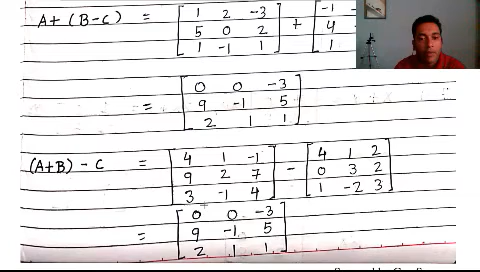 A + (B-C) = [ 1 2 -3 ] + [ -1
5 0 2 4
1 -1 1 1
= [ 0 0 -3 ]
9 -1 5
2 1 1
(A+B) - C = [ 4 1 -1 ] - [ 4 1 2 ]
9 2 7 0 3 2
3 -1 4 1 -2 3
= [ 0 0 -3 ]
9 -1 5
2 1 1